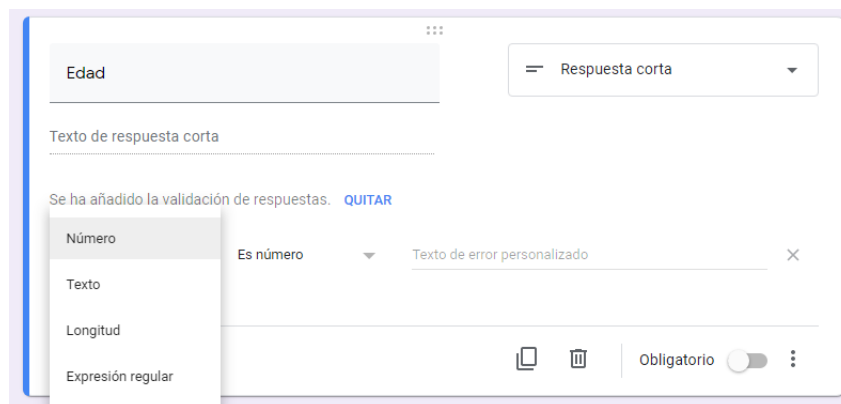 Edad
Respuesta corta
Texto de respuesta corta
Se ha añadido la validación de respuestas. QUITAR
Número
Es número
Texto de error personalizado
Texto
Longitud
Expresión regular
Obligatorio